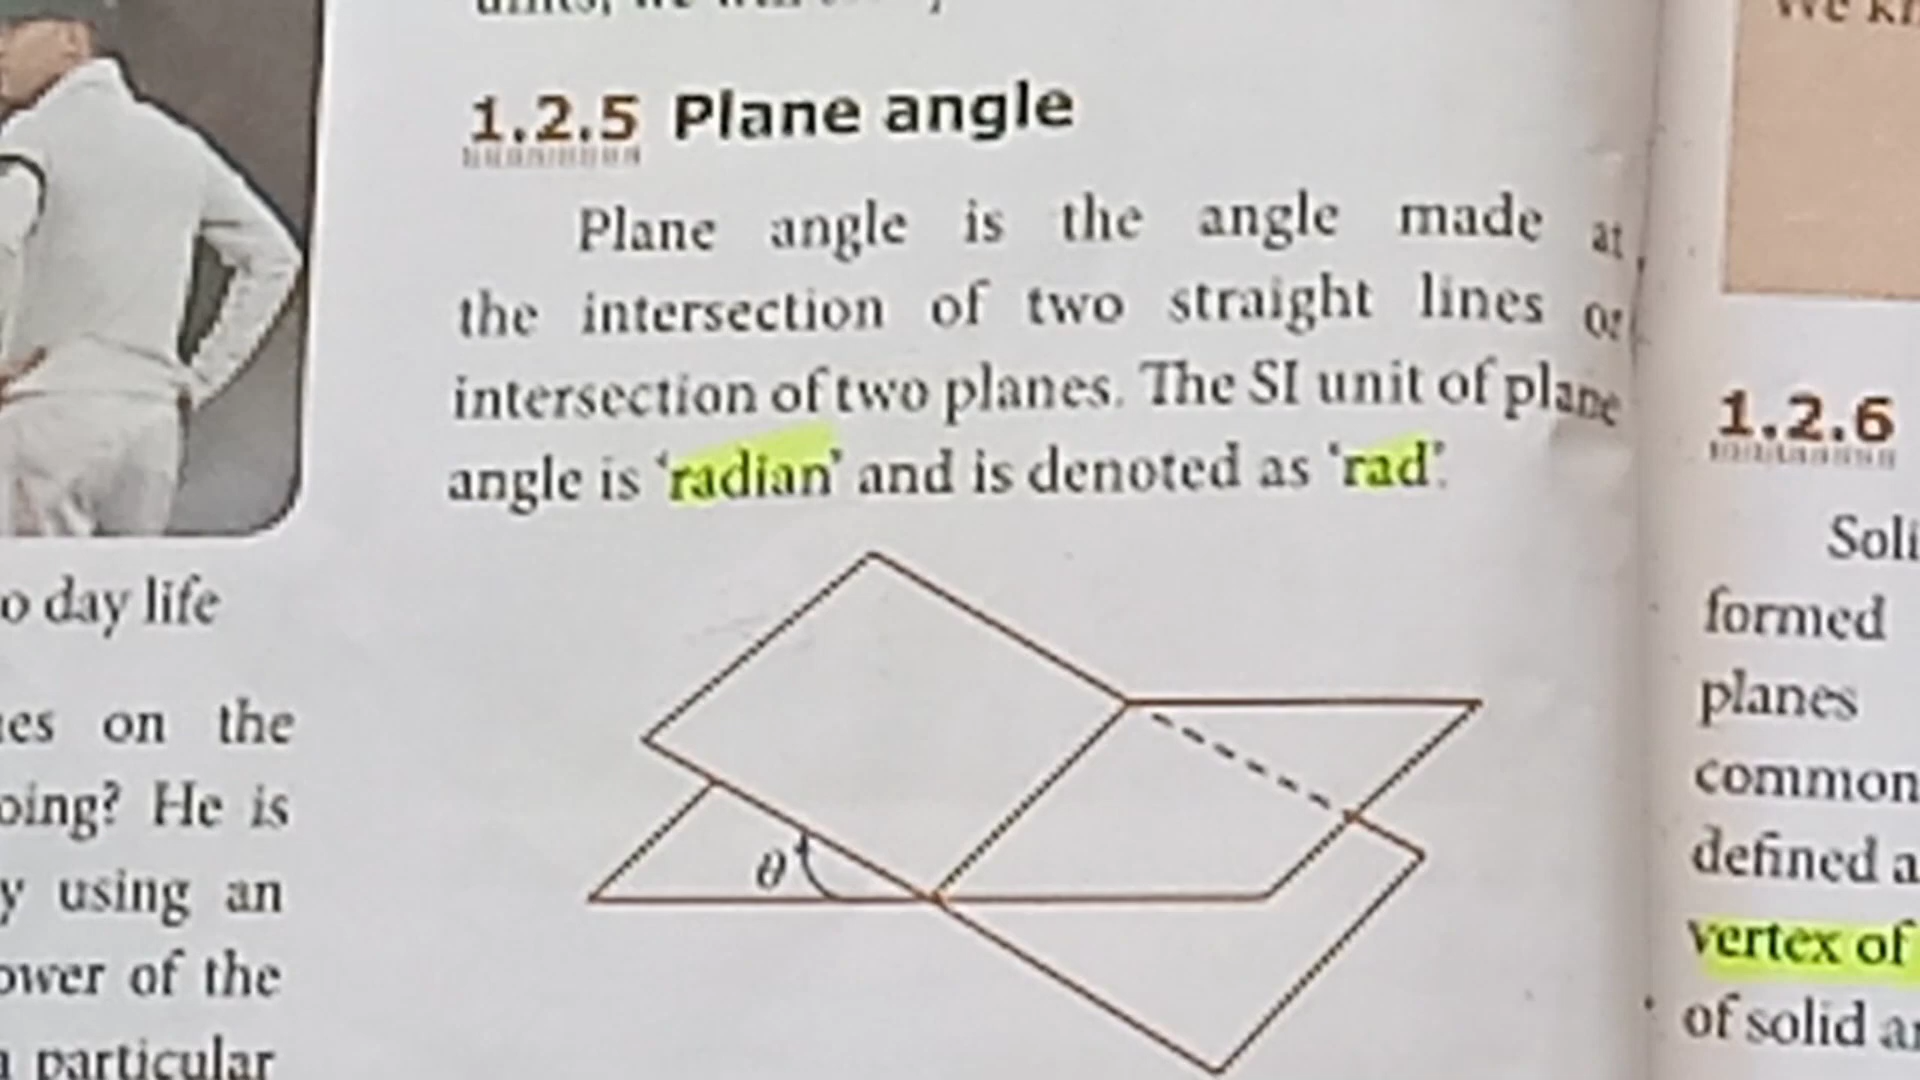 o day life
es on the
oing? He is
y using an
ower of the
particular
1.2.5 Plane angle
Plane angle is the angle made at
the intersection of two straight lines or
intersection of two planes. The SI unit of plane
angle is ‘radian’ and is denoted as ‘rad’.
θ
We
1.2.6
Soli
formed
planes
common
defined a
vertex of
of solid